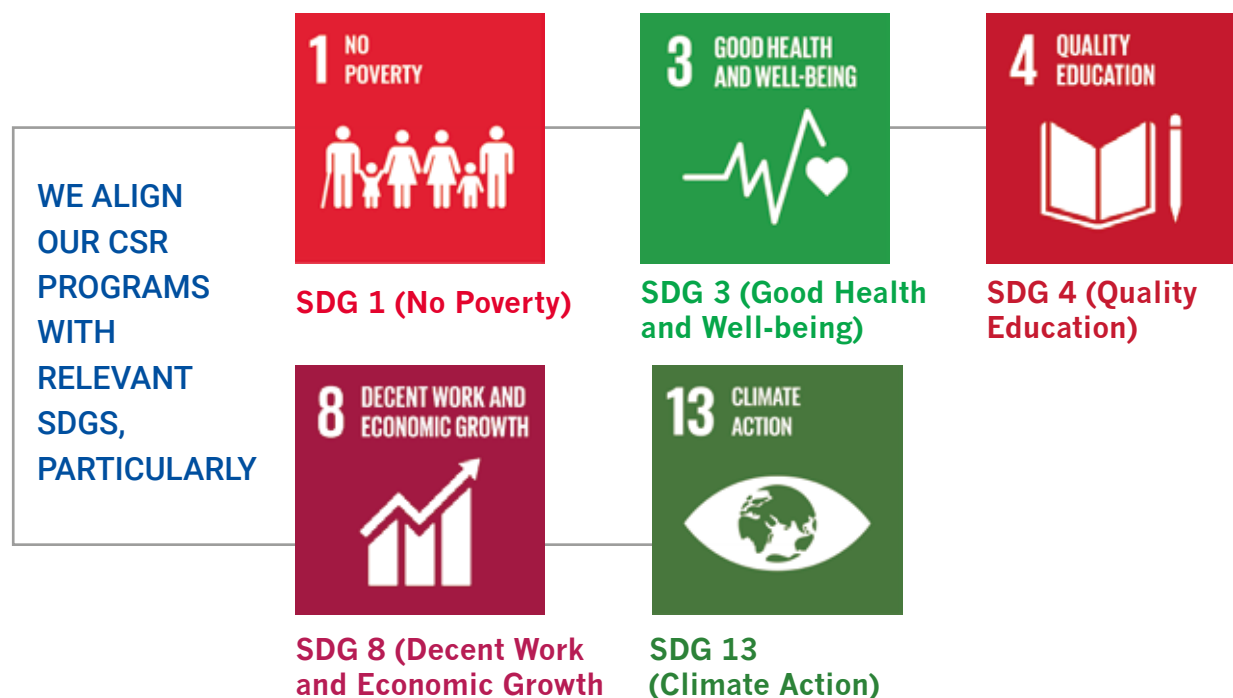 WE ALIGN
OUR CSR
PROGRAMS
WITH
RELEVANT
SDGS,
PARTICULARLY
1 NO
POVERTY
SDG 1 (No Poverty)
3 GOOD HEALTH
AND WELL-BEING
SDG 3 (Good Health
and Well-being)
4 QUALITY
EDUCATION
SDG 4 (Quality
Education)
8 DECENT WORK AND
ECONOMIC GROWTH
SDG 8 (Decent Work
and Economic Growth
13 CLIMATE
ACTION
SDG 13
(Climate Action)